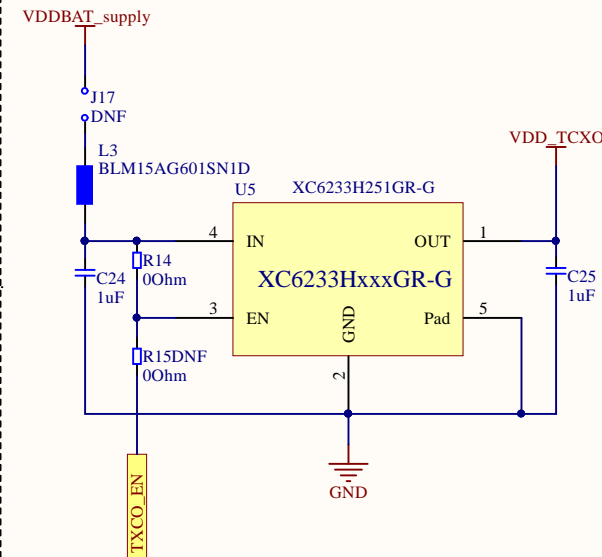 VDDBAT_supply
J17
DNF
L3
BLM15AG601SN1D
VDD_TCXO
U5 XC6233H251GR-G
4 IN OUT 1
XC6233HxxxGR-G
R14
0Ohm
C24
1uF
C25
1uF
3 EN GND Pad 5
R15DNF
0Ohm
2
GND
TXCO_EN